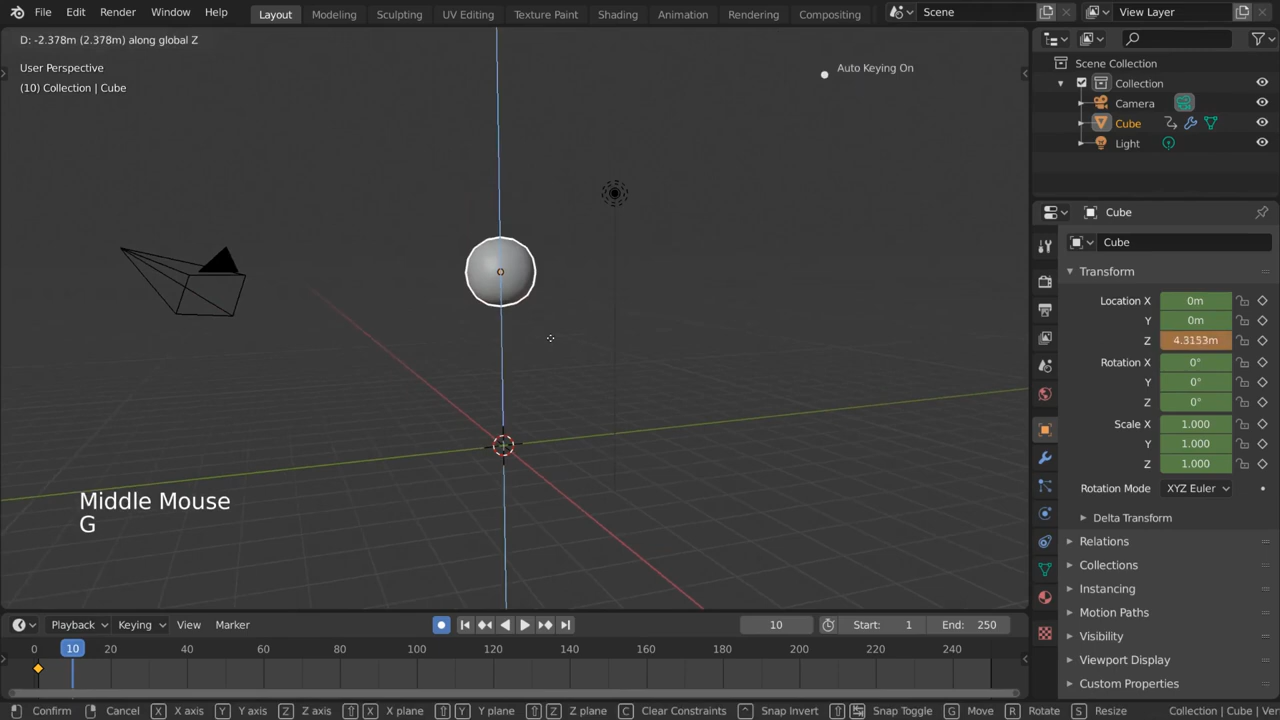 File Edit Render Window Help Layout Modeling Sculpting UV Editing Texture Paint Shading Animation Rendering Compositing Scene View Layer
D: -2.378m (2.378m) along global Z
User Perspective
(10) Collection | Cube
Auto Keying On
Middle Mouse
G
Scene Collection
Collection
Camera
Cube
Light
Cube
Cube
Transform
Location X 0m
Y 0m
Z 4.3153m
Rotation X 0°
Y 0°
Z 0°
Scale X 1.000
Y 1.000
Z 1.000
Rotation Mode XYZ Euler
Delta Transform
Relations
Collections
Instancing
Motion Paths
Visibility
Viewport Display
Custom Properties
Playback Keying View Marker 10 Start: 1 End: 250
0 10 20 40 60 80 100 120 140 160 180 200 220 240
Confirm Cancel X X axis Y Y axis Z Z axis X X plane Y Y plane Z Z plane C Clear Constraints ^ Snap Invert Snap Toggle G Move R Rotate S Resize Collection | Cube | Ver